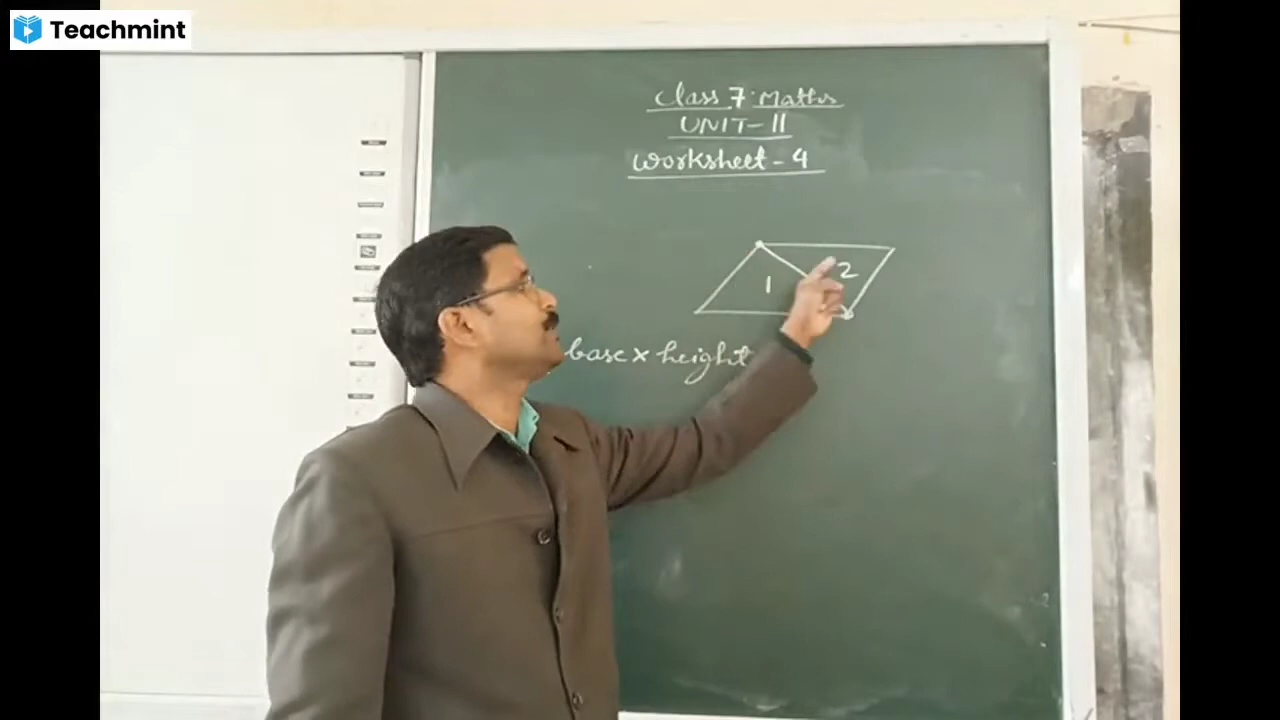 Teachmint
Class 7: Maths
UNIT-11
Worksheet-4
1
2
base x height